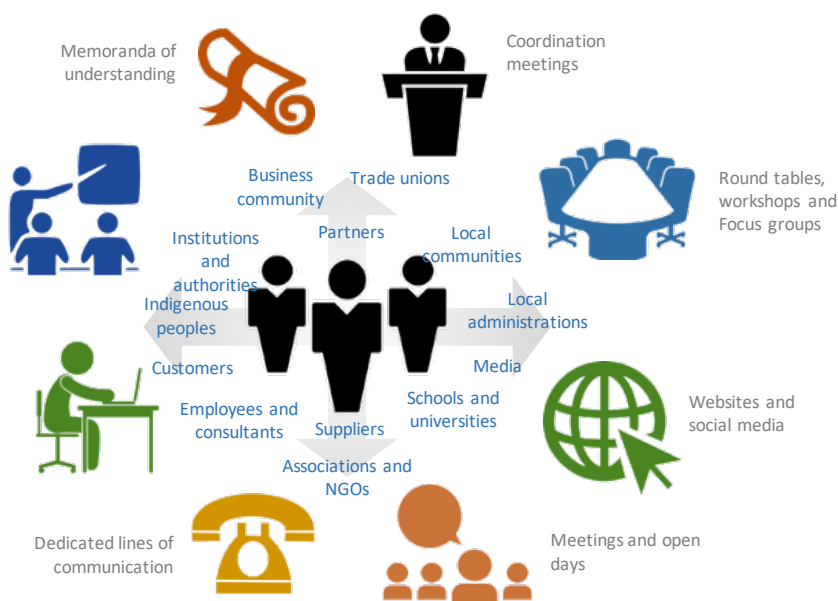 Memoranda of
understanding
Coordination
meetings
Business
community
Trade unions
Round tables,
workshops and
Focus groups
Partners
Institutions and
authorities
Local
communities
Indigenous
peoples
Local
administrations
Customers
Media
Employees and
consultants
Suppliers
Schools and
universities
Websites and
social media
Associations and
NGOs
Dedicated lines of
communication
Meetings and open
days